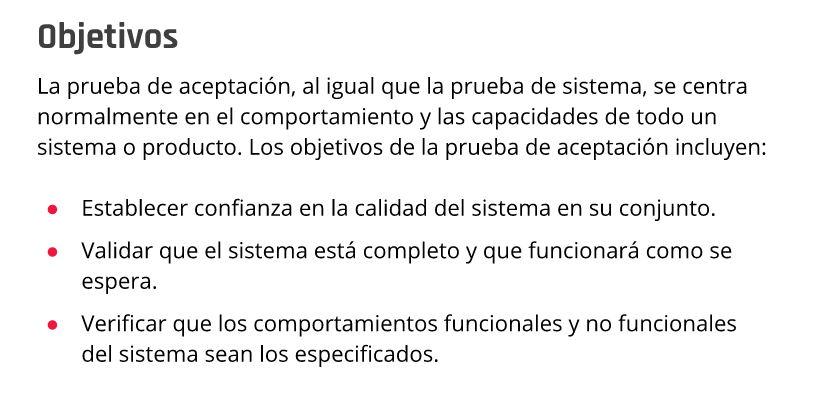 Objetivos
La prueba de aceptación, al igual que la prueba de sistema, se centra
normalmente en el comportamiento y las capacidades de todo un
sistema o producto. Los objetivos de la prueba de aceptación incluyen:
● Establecer confianza en la calidad del sistema en su conjunto.
● Validar que el sistema está completo y que funcionará como se
espera.
● Verificar que los comportamientos funcionales y no funcionales
del sistema sean los especificados.